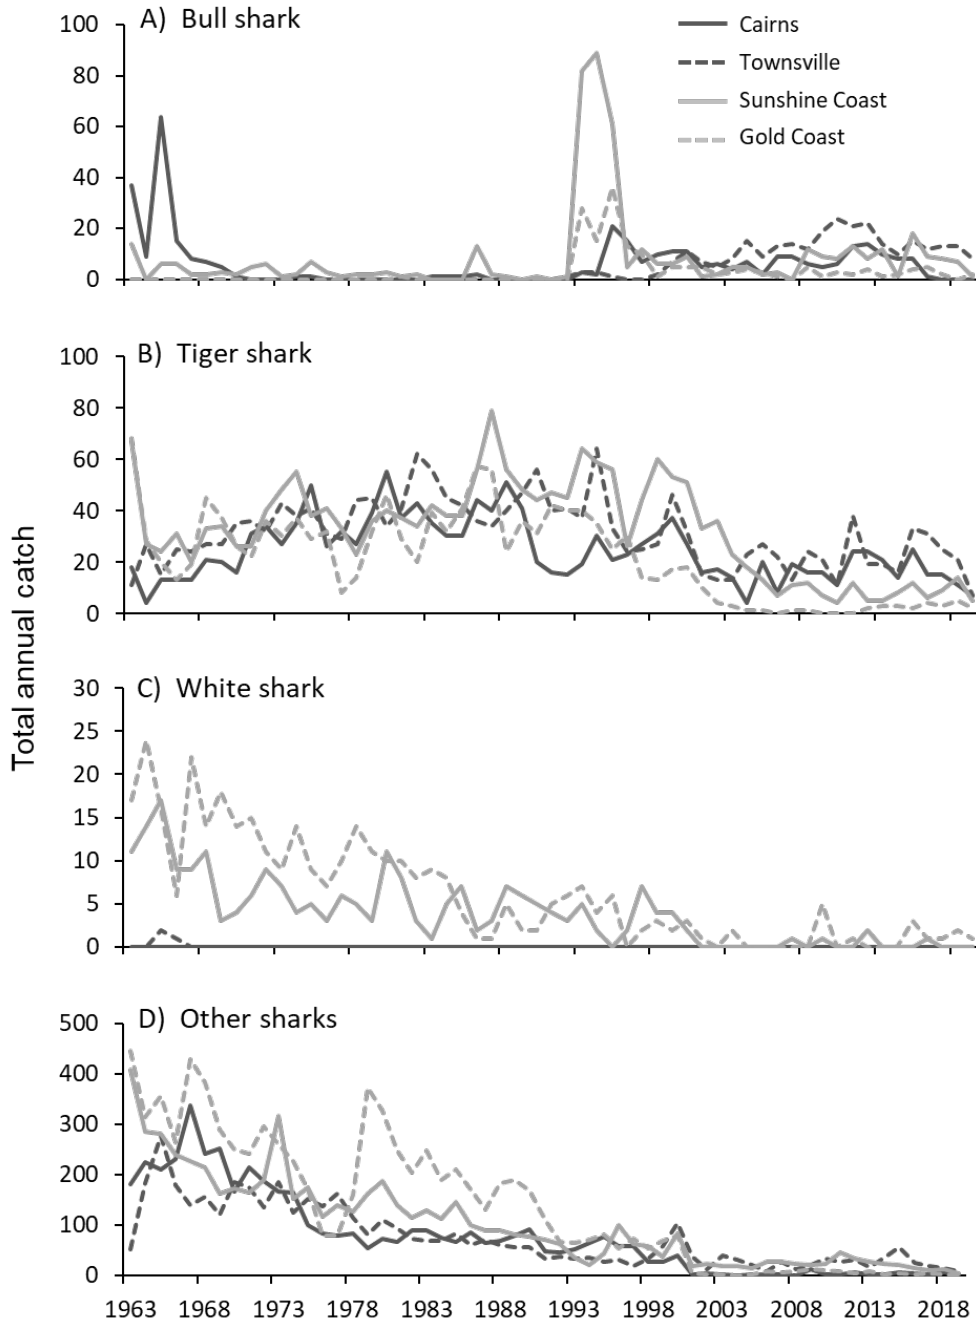 A) Bull shark
100
80
60
40
20
0
Cairns
Townsville
Sunshine Coast
Gold Coast
B) Tiger shark
100
80
60
40
20
0
Total annual catch
C) White shark
30
25
20
15
10
5
0
D) Other sharks
500
400
300
200
100
0
1963 1968 1973 1978 1983 1988 1993 1998 2003 2008 2013 2018